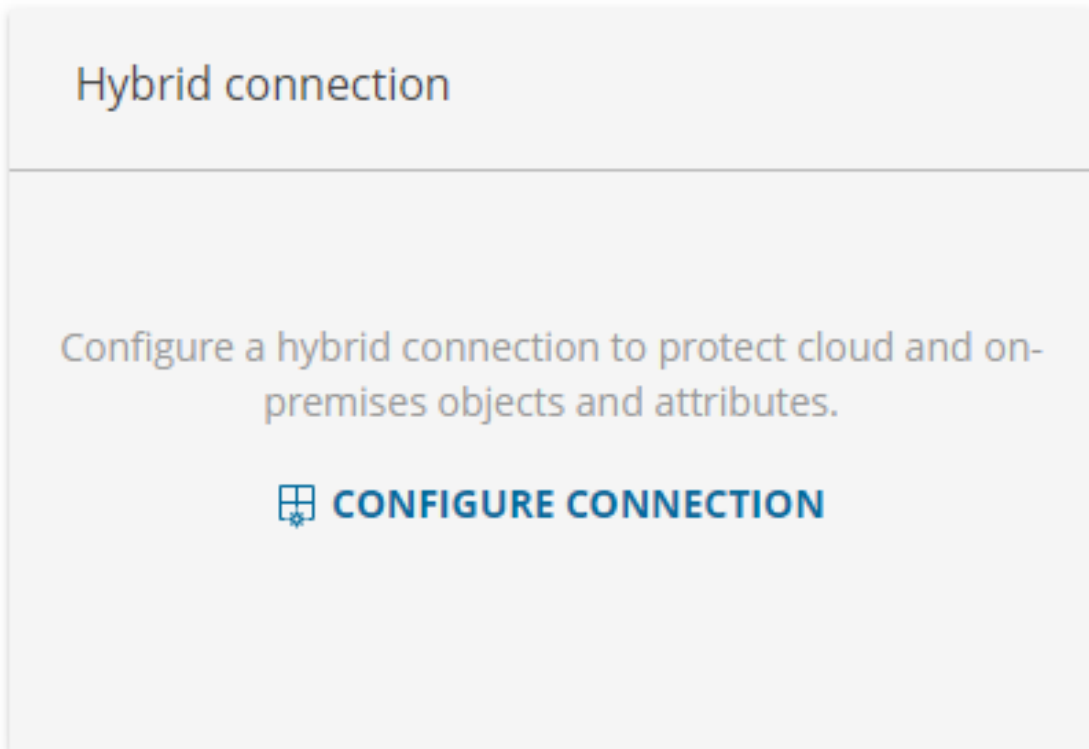 Hybrid connection
Configure a hybrid connection to protect cloud and on-
premises objects and attributes.
CONFIGURE CONNECTION